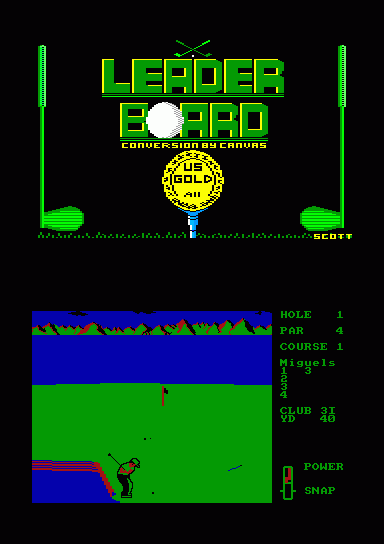 LEADER
BOARD
CONVERSION BY CANVAS
US
GOLD
SCOTT
HOLE 1
PAR 4
COURSE 1
Miguels
1 3
2
3
4
CLUB 3I
YD 40
POWER
SNAP